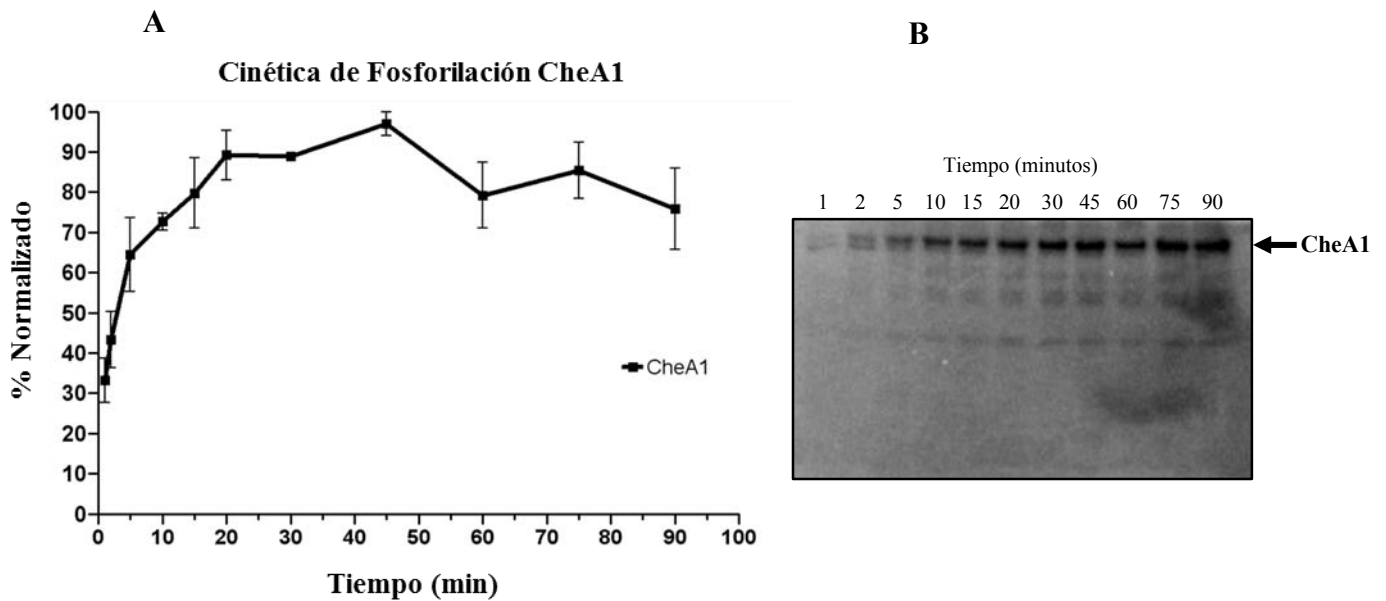 A
Cinética de Fosforilación CheA1
% Normalizado
100
90
80
70
60
50
40
30
20
10
0
0 10 20 30 40 50 60 70 80 90 100
Tiempo (min)
CheA1
B
Tiempo (minutos)
1 2 5 10 15 20 30 45 60 75 90
CheA1